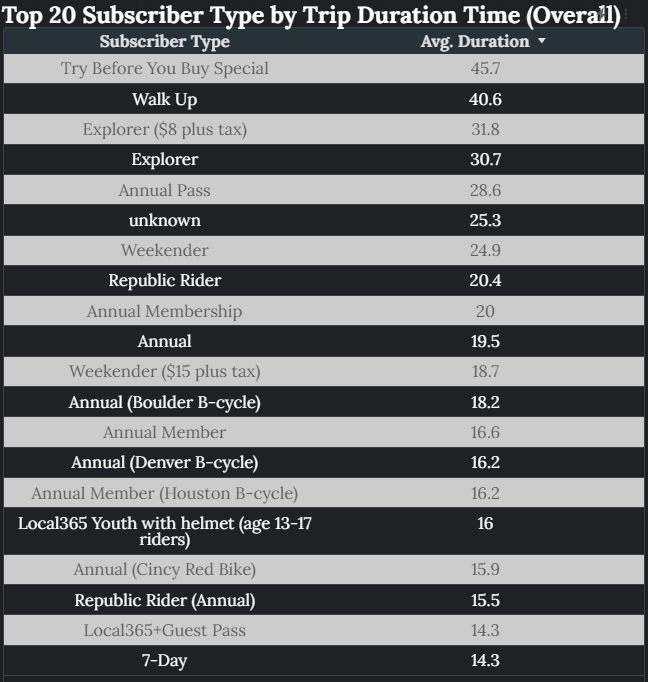 Top 20 Subscriber Type by Trip Duration Time (Overall)
Subscriber Type Avg. Duration
Try Before You Buy Special 45.7
Walk Up 40.6
Explorer ($8 plus tax) 31.8
Explorer 30.7
Annual Pass 28.6
unknown 25.3
Weekender 24.9
Republic Rider 20.4
Annual Membership 20
Annual 19.5
Weekender ($15 plus tax) 18.7
Annual (Boulder B-cycle) 18.2
Annual Member 16.6
Annual (Denver B-cycle) 16.2
Annual Member (Houston B-cycle) 16.2
Local365 Youth with helmet (age 13-17 16
riders)
Annual (Cincy Red Bike) 15.9
Republic Rider (Annual) 15.5
Local365+Guest Pass 14.3
7-Day 14.3